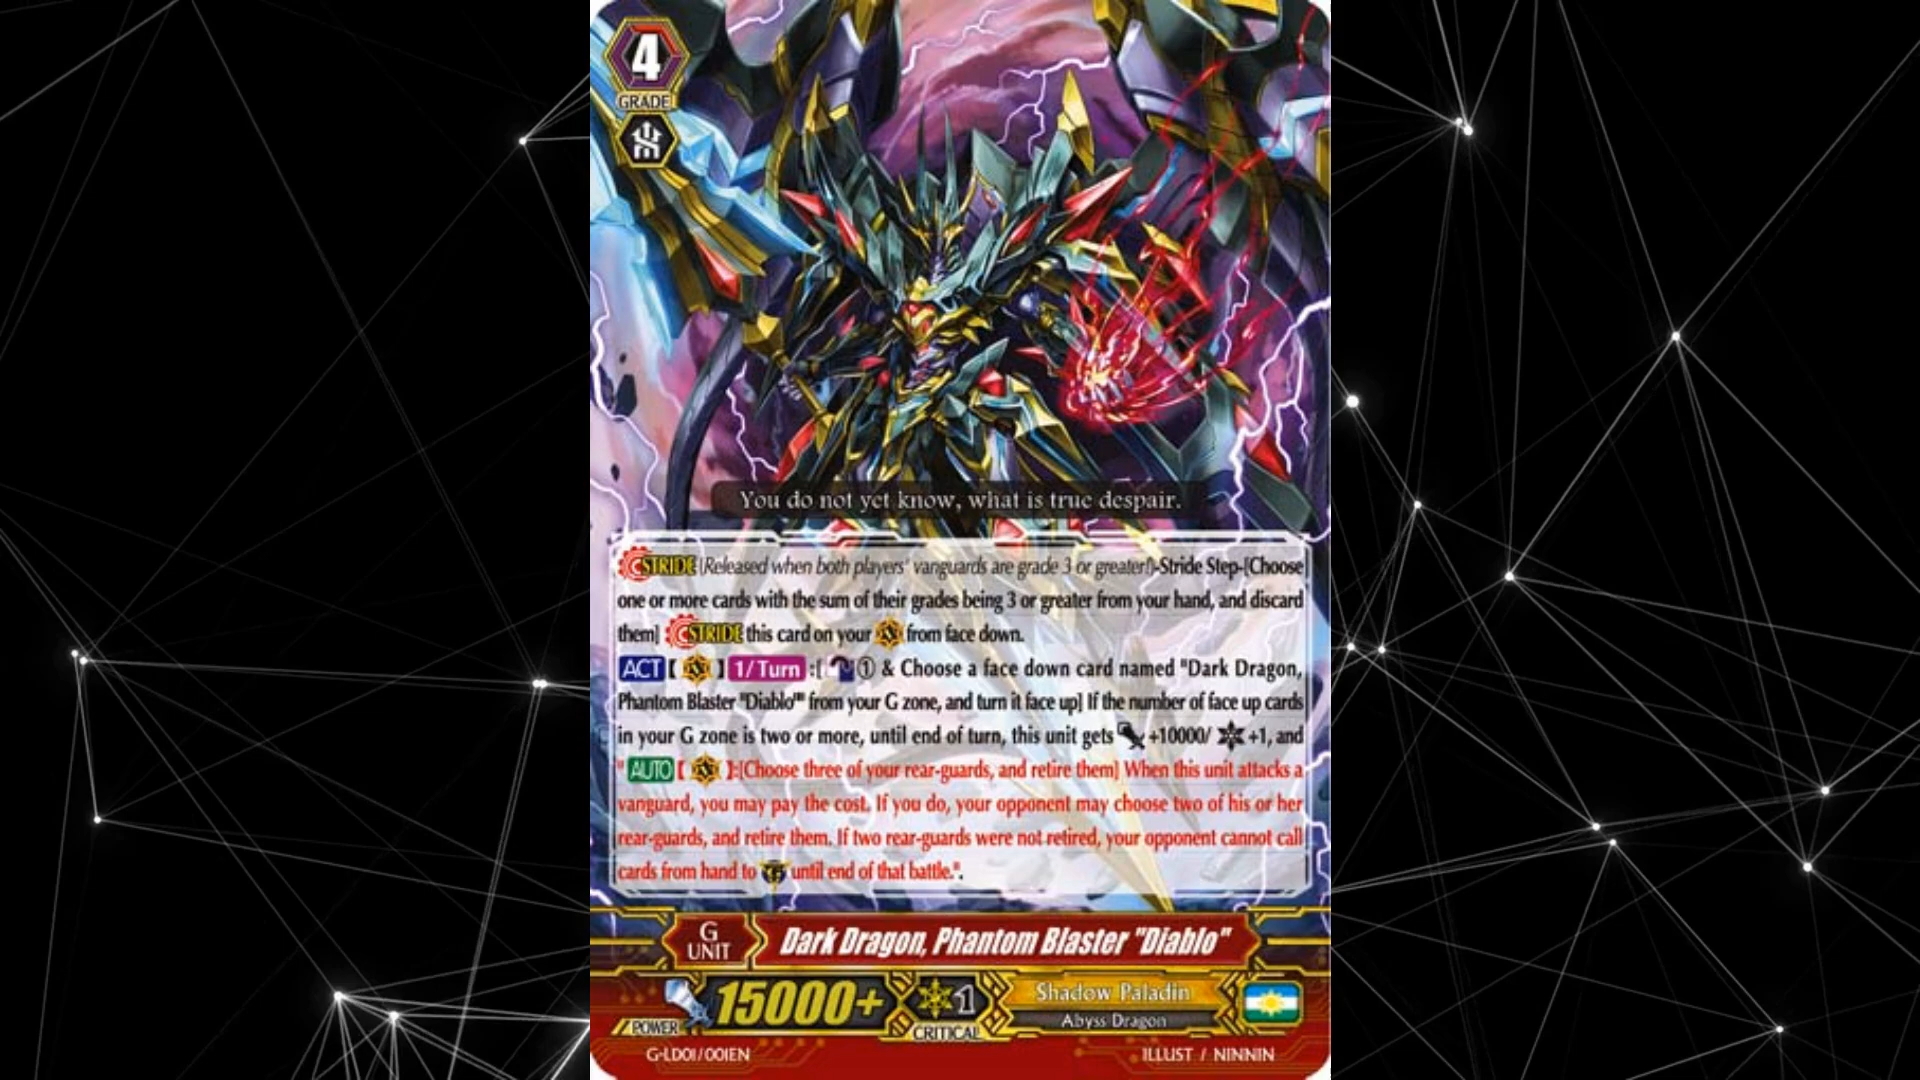 4
GRADE
You do not yet know, what is true despair.
STRIDE (Released when both players' vanguards are grade 3 or greater!)-Stride Step-[Choose
one or more cards with the sum of their grades being 3 or greater from your hand, and discard
them] STRIDE this card on your from face down.
ACT【 】1/Turn :[ ① & Choose a face down card named "Dark Dragon,
Phantom Blaster "Diablo"" from your G zone, and turn it face up] If the number of face up cards
in your G zone is two or more, until end of turn, this unit gets +10000/ +1, and
"AUTO【 】:[Choose three of your rear-guards, and retire them] When this unit attacks a
vanguard, you may pay the cost. If you do, your opponent may choose two of his or her
rear-guards, and retire them. If two rear-guards were not retired, your opponent cannot call
cards from hand to G until end of that battle.".
G
UNIT
Dark Dragon, Phantom Blaster "Diablo"
POWER
15000+
1
CRITICAL
Shadow Paladin
Abyss Dragon
G-LD01/001EN
ILLUST / NINNIN